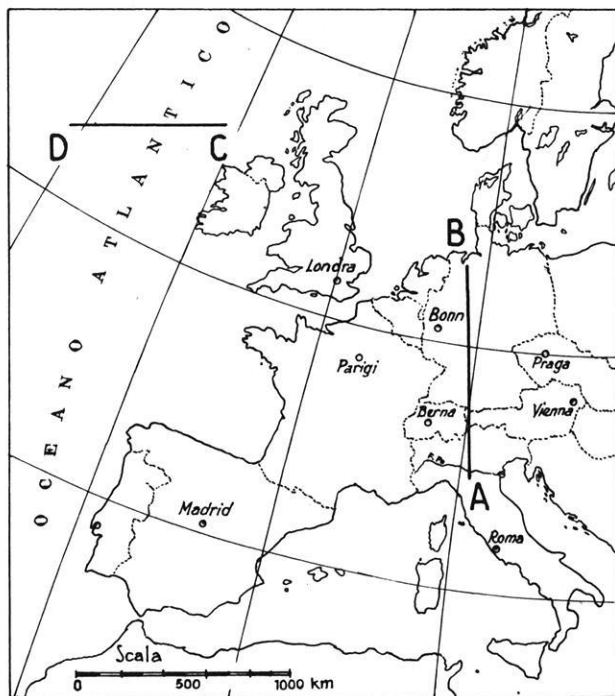 OCEANO ATLANTICO
D
C
B
Londra
Bonn
Parigi
Praga
Berna
Vienna
A
Madrid
Roma
Scala
0 500 1000 km